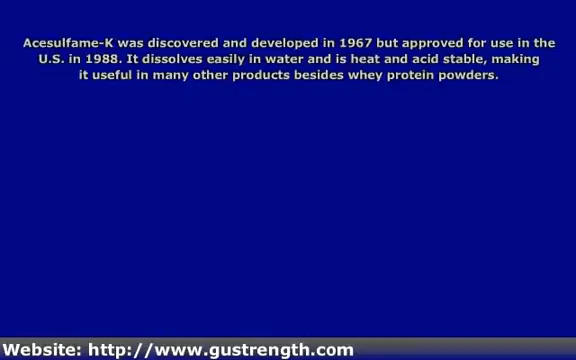 Acesulfame-K was discovered and developed in 1967 but approved for use in the
U.S. in 1988. It dissolves easily in water and is heat and acid stable, making
it useful in many other products besides whey protein powders.
Website: http://www.gustrength.com